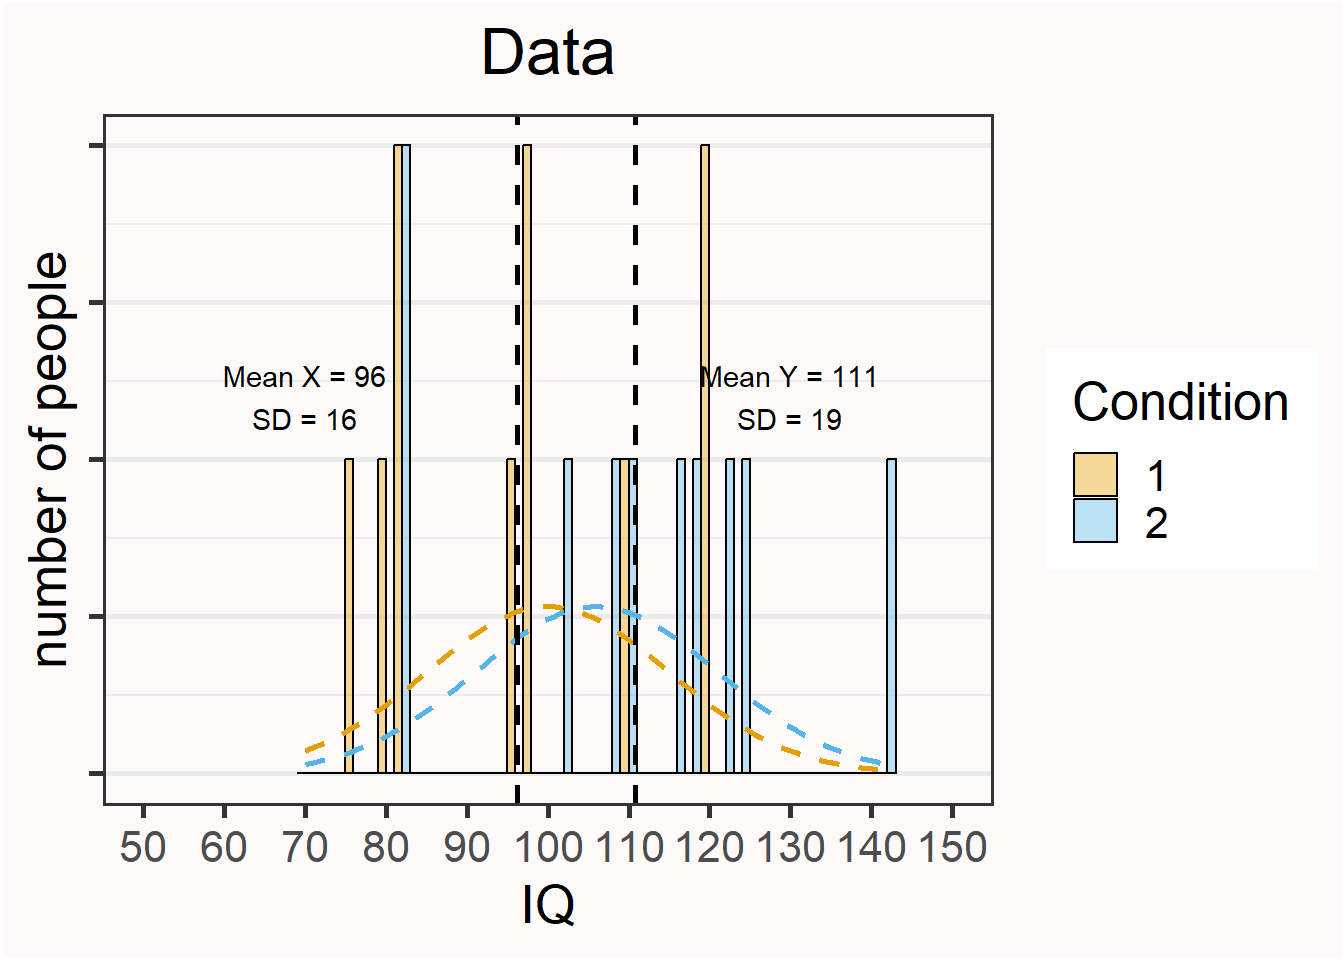 Data
number of people
Mean X = 96
SD = 16
Mean Y = 111
SD = 19
50 60 70 80 90 100 110 120 130 140 150
IQ
Condition
1
2